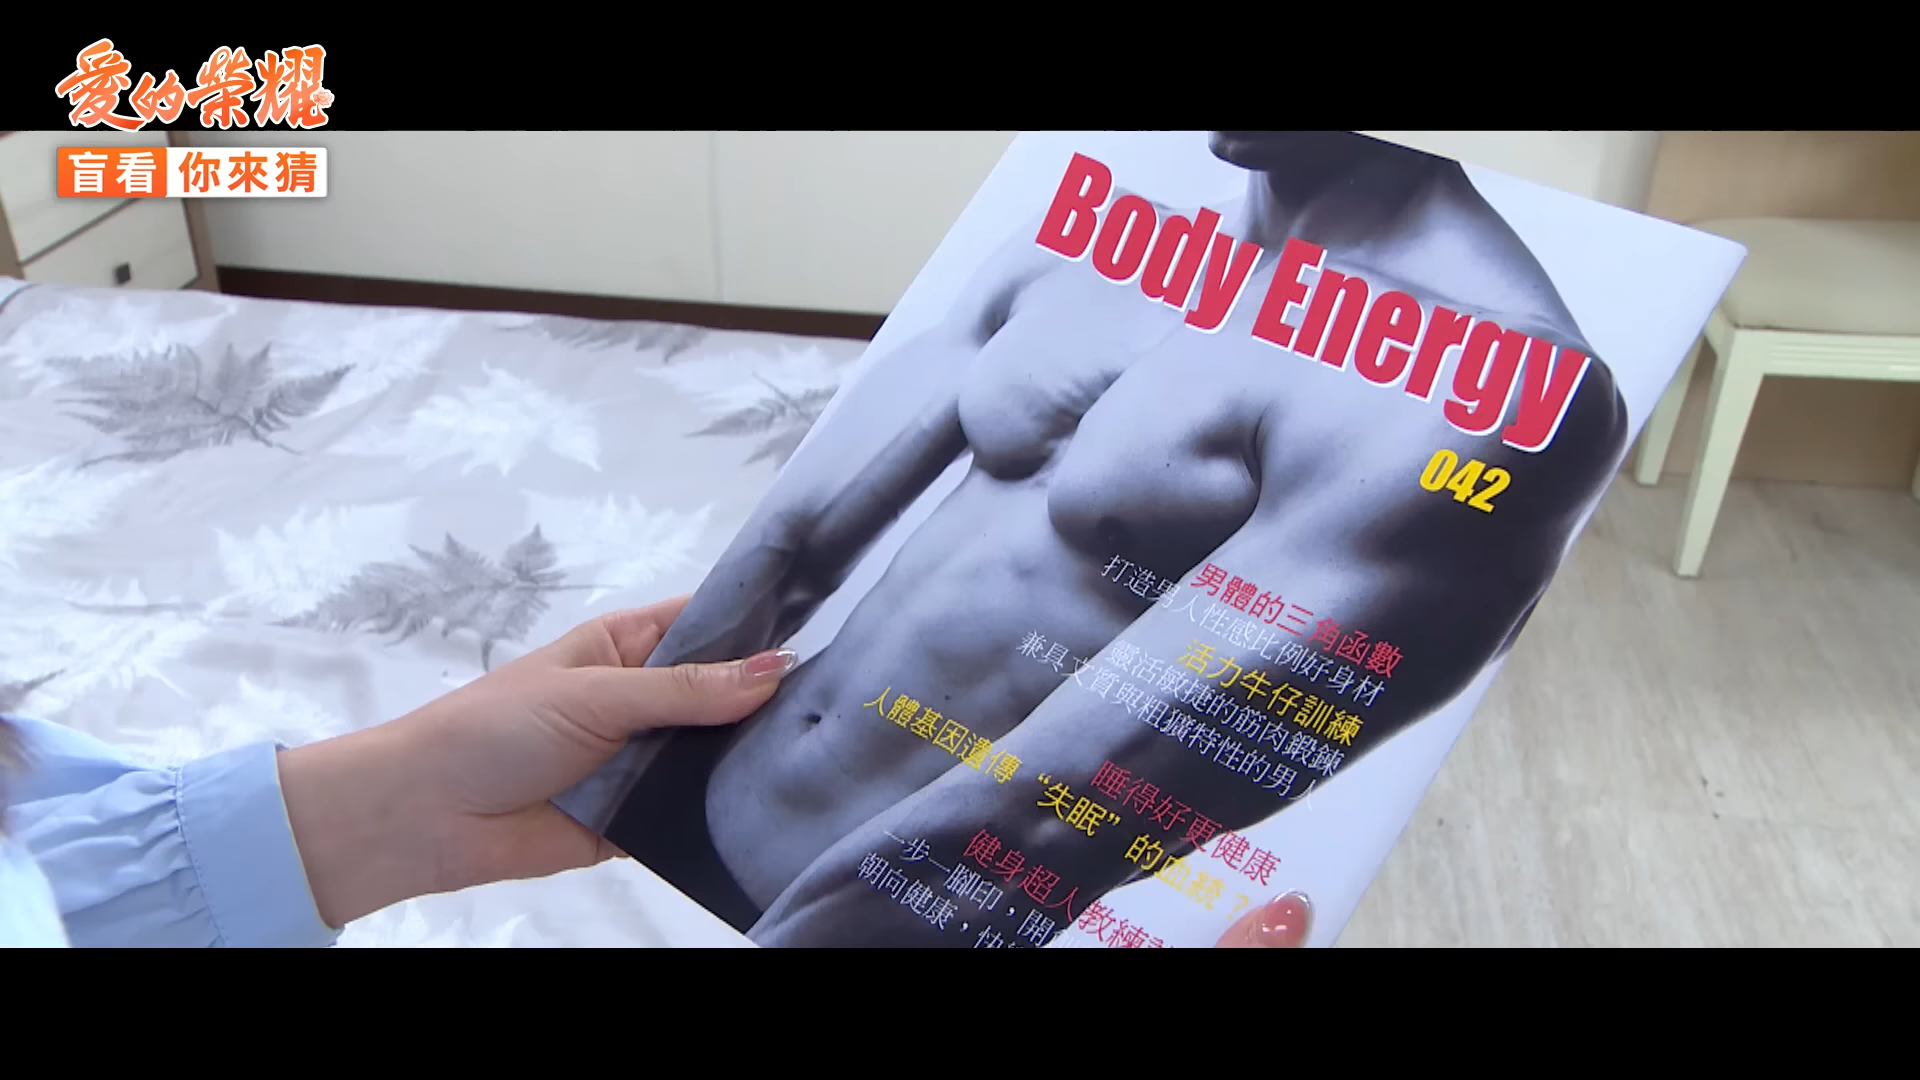 愛的榮耀
盲看 你來猜
Body Energy
042
男體的三角函數
打造男人性感比例好身材
活力牛仔訓練
靈活敏捷的筋肉鍛鍊
兼具文質與粗獷特性的男人
睡得好更健康
人體基因遺傳“失眠”的血統？
健身超人教練
一步一腳印，開
朝向健康，快